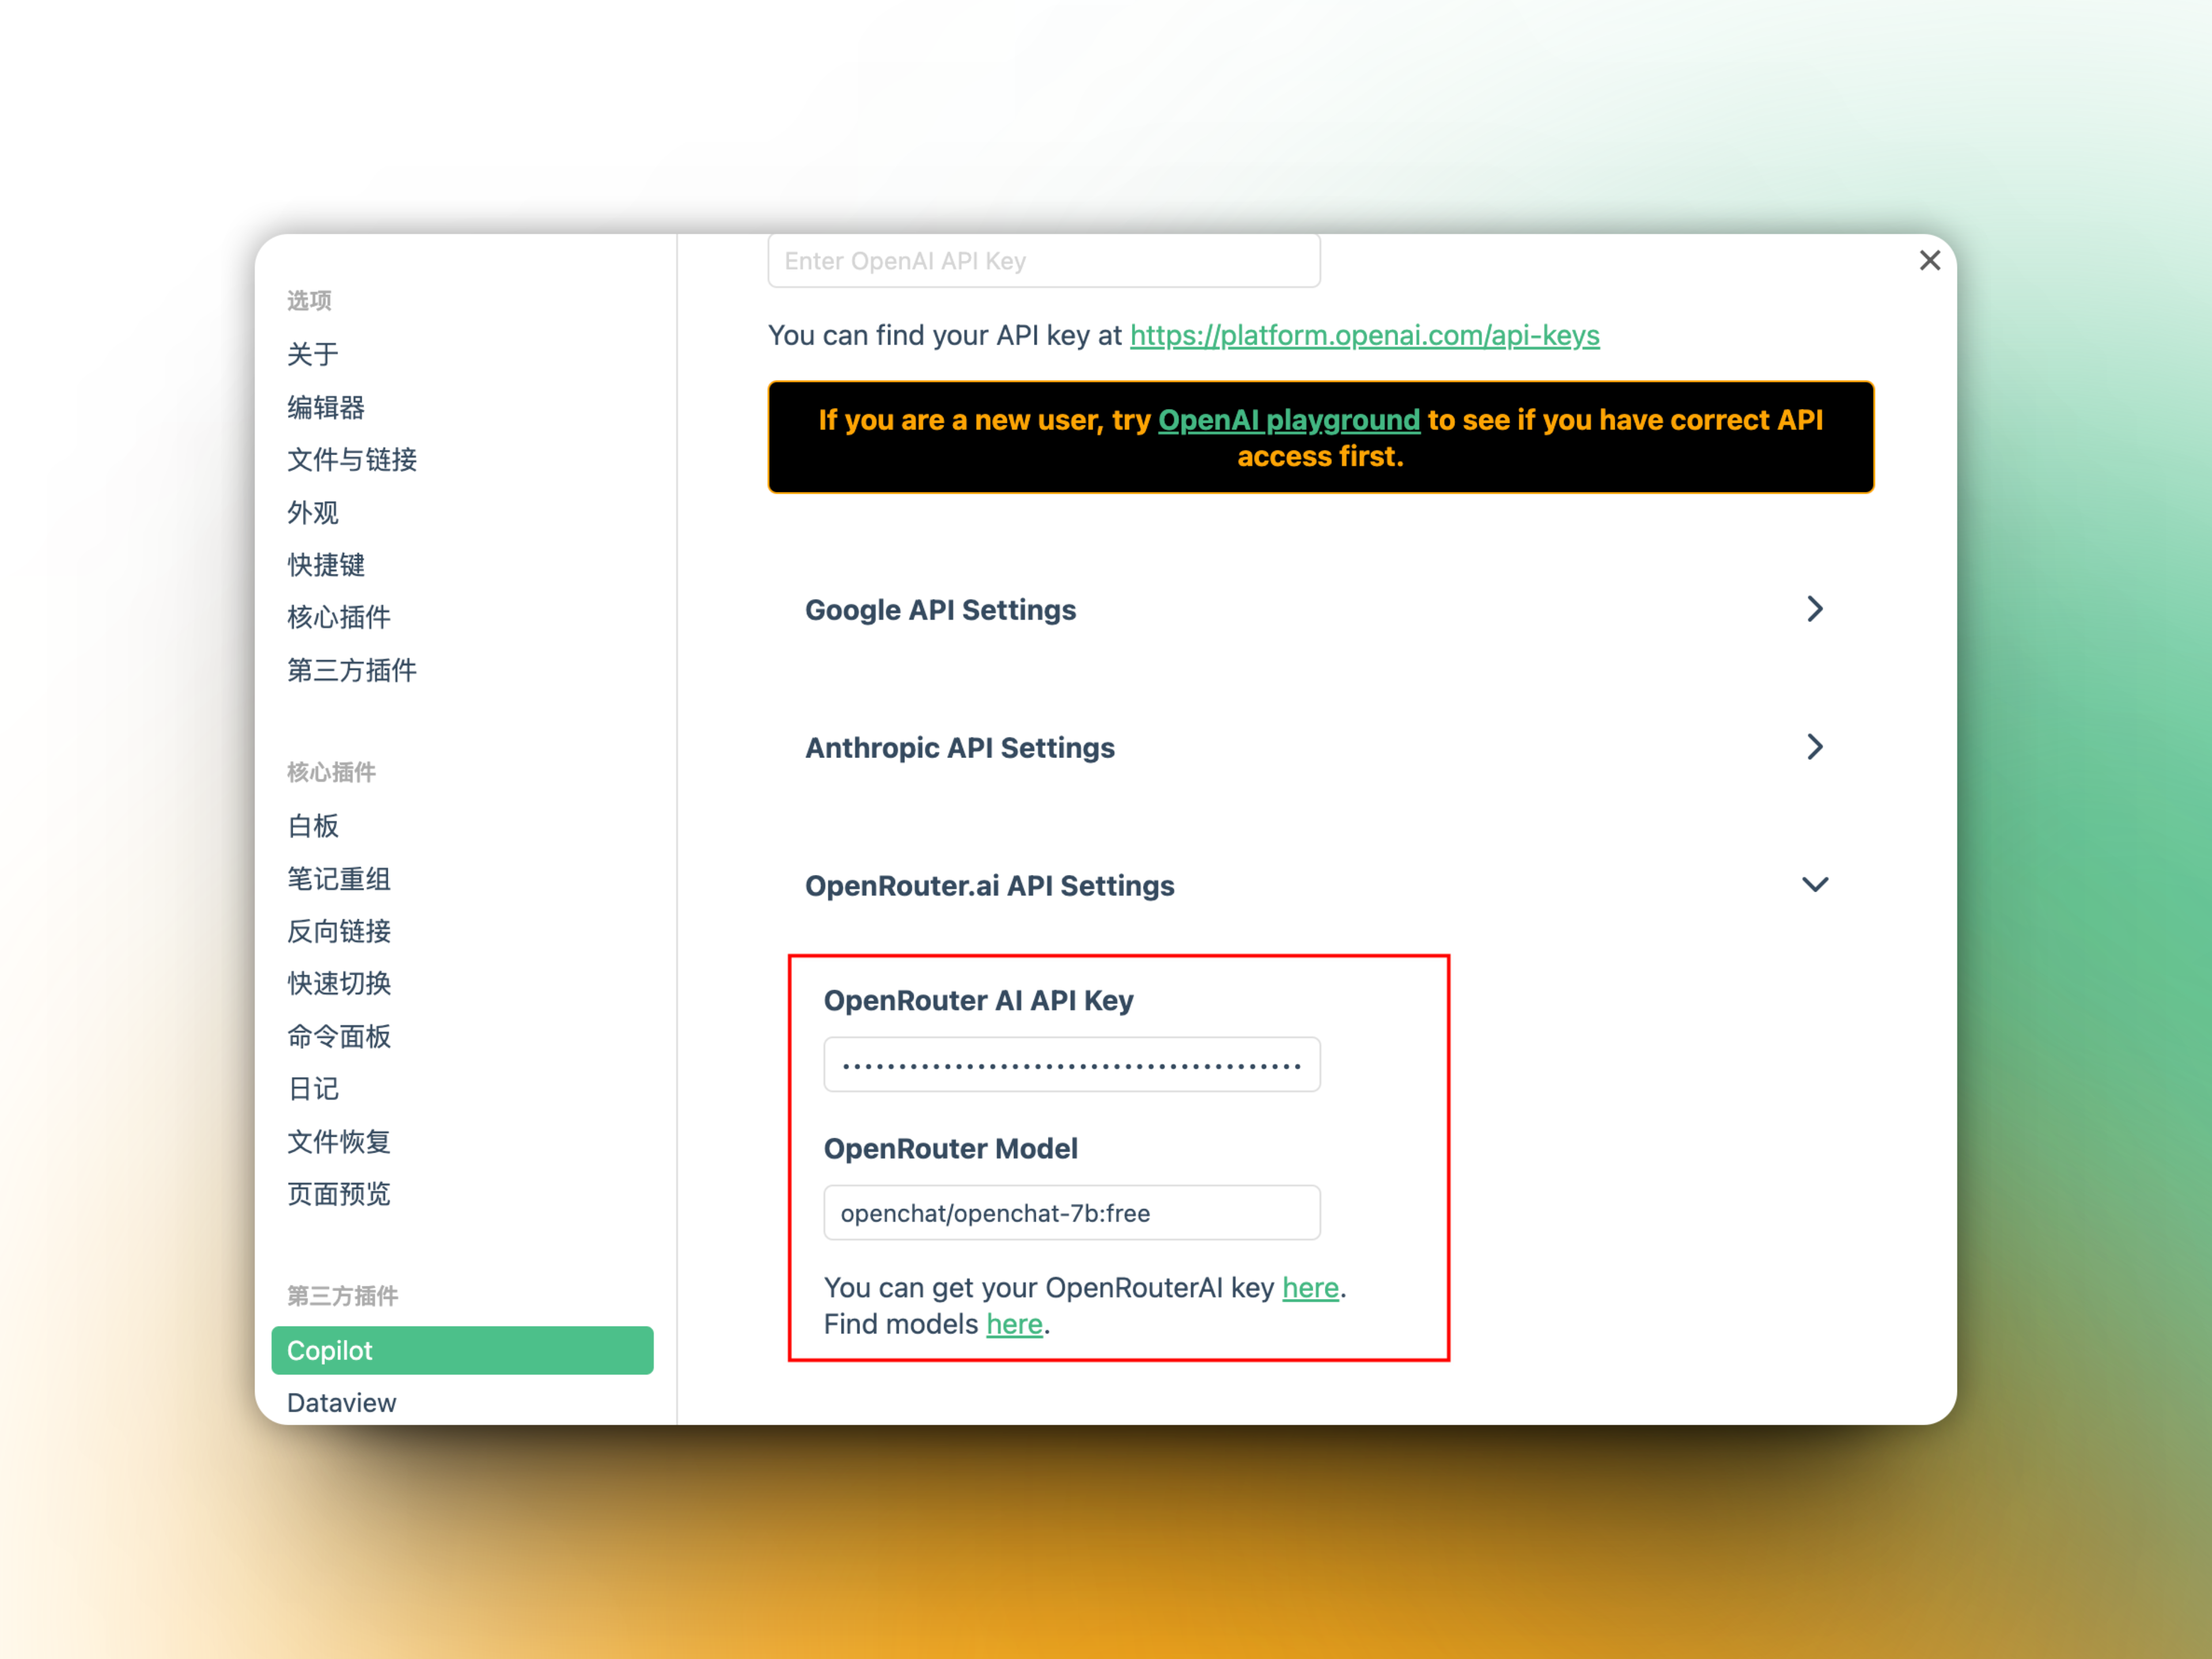 选项
关于
编辑器
文件与链接
外观
快捷键
核心插件
第三方插件
核心插件
白板
笔记重组
反向链接
快速切换
命令面板
日记
文件恢复
页面预览
第三方插件
Copilot
Dataview
Enter OpenAI API Key
You can find your API key at https://platform.openai.com/api-keys
If you are a new user, try OpenAI playground to see if you have correct API
access first.
Google API Settings
Anthropic API Settings
OpenRouter.ai API Settings
OpenRouter AI API Key
OpenRouter Model
openchat/openchat-7b:free
You can get your OpenRouterAI key here.
Find models here.